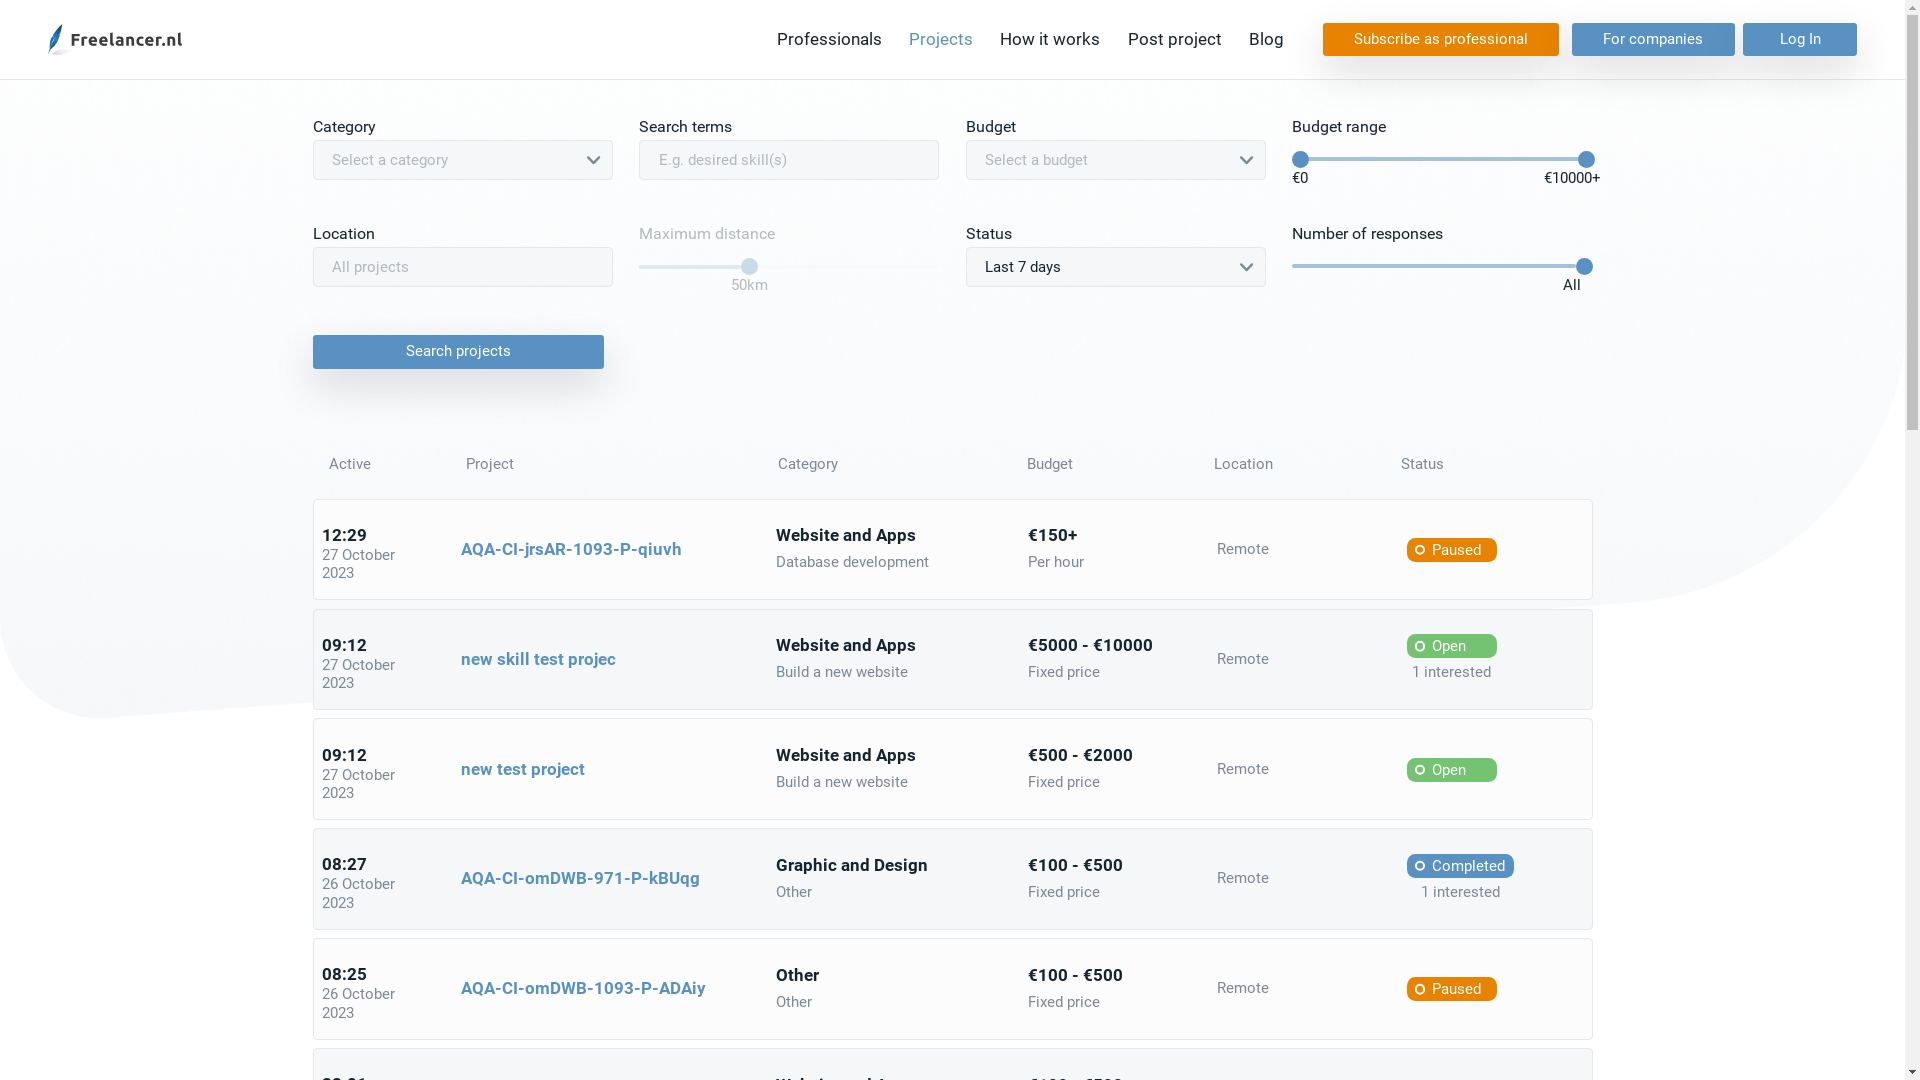 Freelancer.nl
Professionals Projects How it works Post project Blog Subscribe as professional For companies Log In
Category Search terms Budget Budget range
Select a category E.g. desired skill(s) Select a budget
€0 €10000+
Location Maximum distance Status Number of responses
All projects Last 7 days
50km All
Search projects
Active Project Category Budget Location Status
12:29
27 October
2023
AQA-CI-jrsAR-1093-P-qiuvh
Website and Apps
Database development
€150+
Per hour
Remote
Paused
09:12
27 October
2023
new skill test projec
Website and Apps
Build a new website
€5000 - €10000
Fixed price
Remote
Open
1 interested
09:12
27 October
2023
new test project
Website and Apps
Build a new website
€500 - €2000
Fixed price
Remote
Open
08:27
26 October
2023
AQA-CI-omDWB-971-P-kBUqg
Graphic and Design
Other
€100 - €500
Fixed price
Remote
Completed
1 interested
08:25
26 October
2023
AQA-CI-omDWB-1093-P-ADAiy
Other
Other
€100 - €500
Fixed price
Remote
Paused